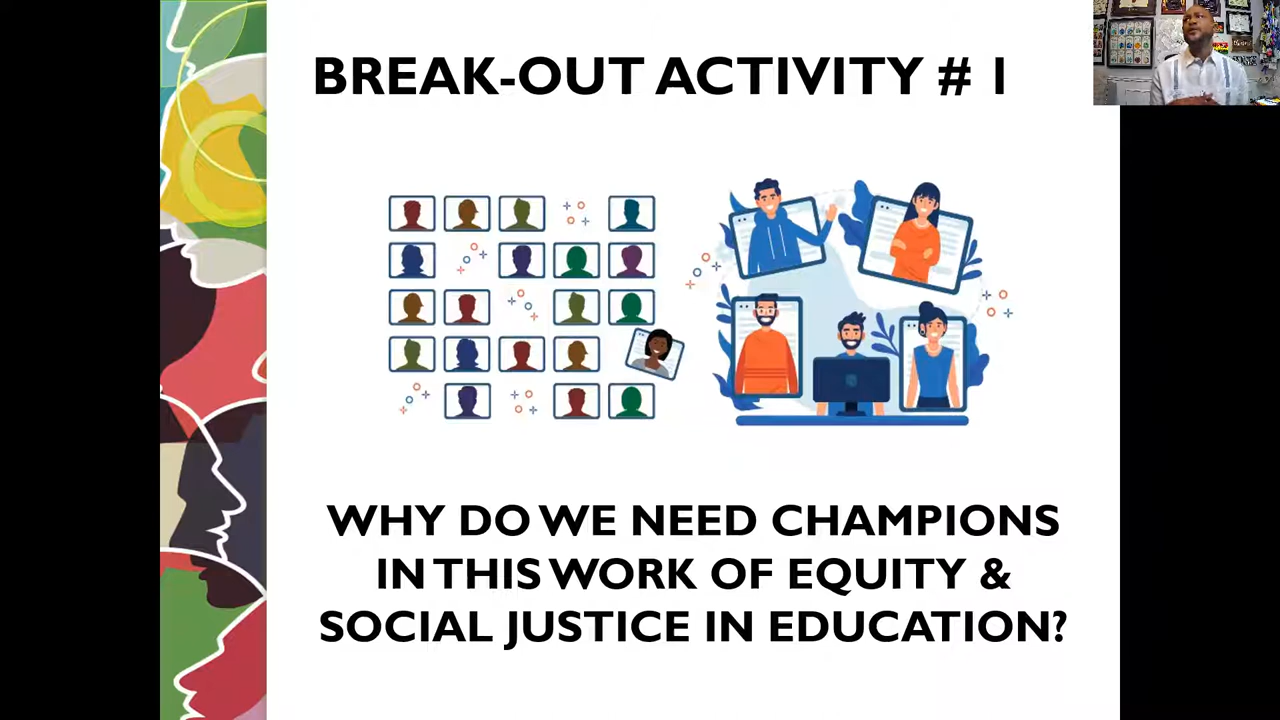 BREAK-OUT ACTIVITY # 1
WHY DO WE NEED CHAMPIONS
IN THIS WORK OF EQUITY &
SOCIAL JUSTICE IN EDUCATION?